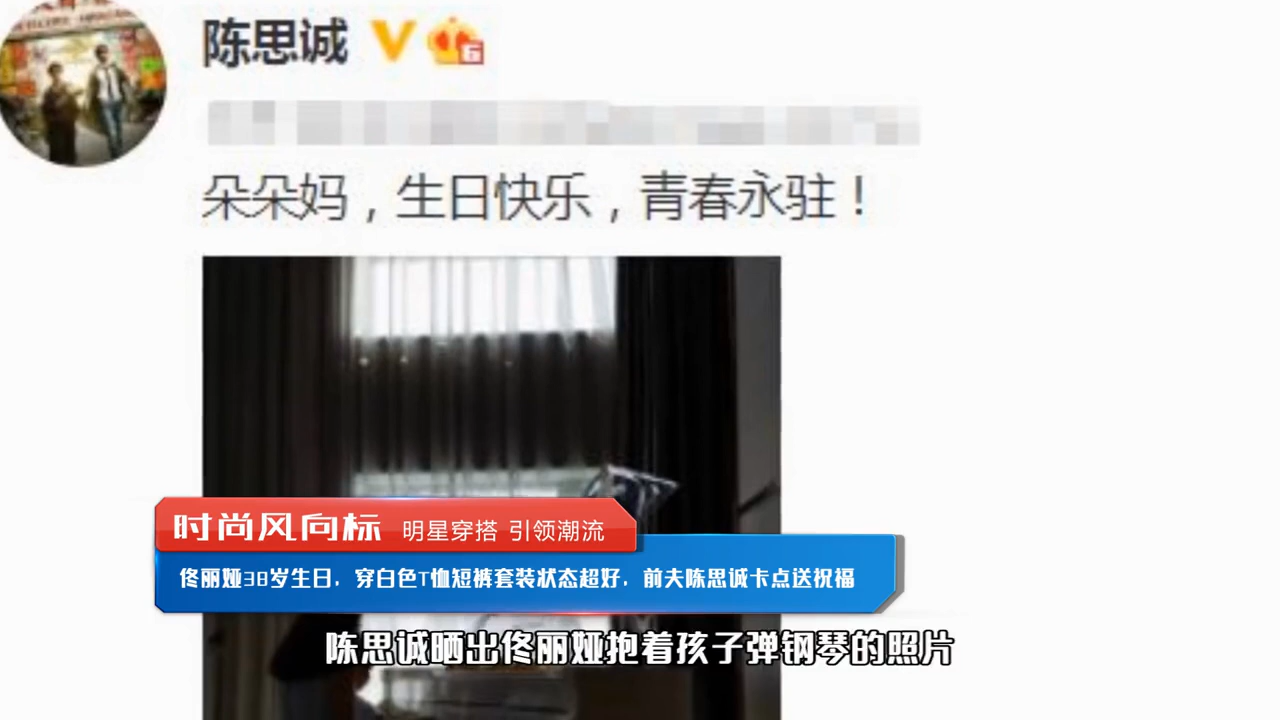 陈思诚
朵朵妈，生日快乐，青春永驻！
时尚风向标 明星穿搭 引领潮流
佟丽娅38岁生日，穿白色T恤短裤套装状态超好，前夫陈思诚卡点送祝福
陈思诚晒出佟丽娅抱着孩子弹钢琴的照片